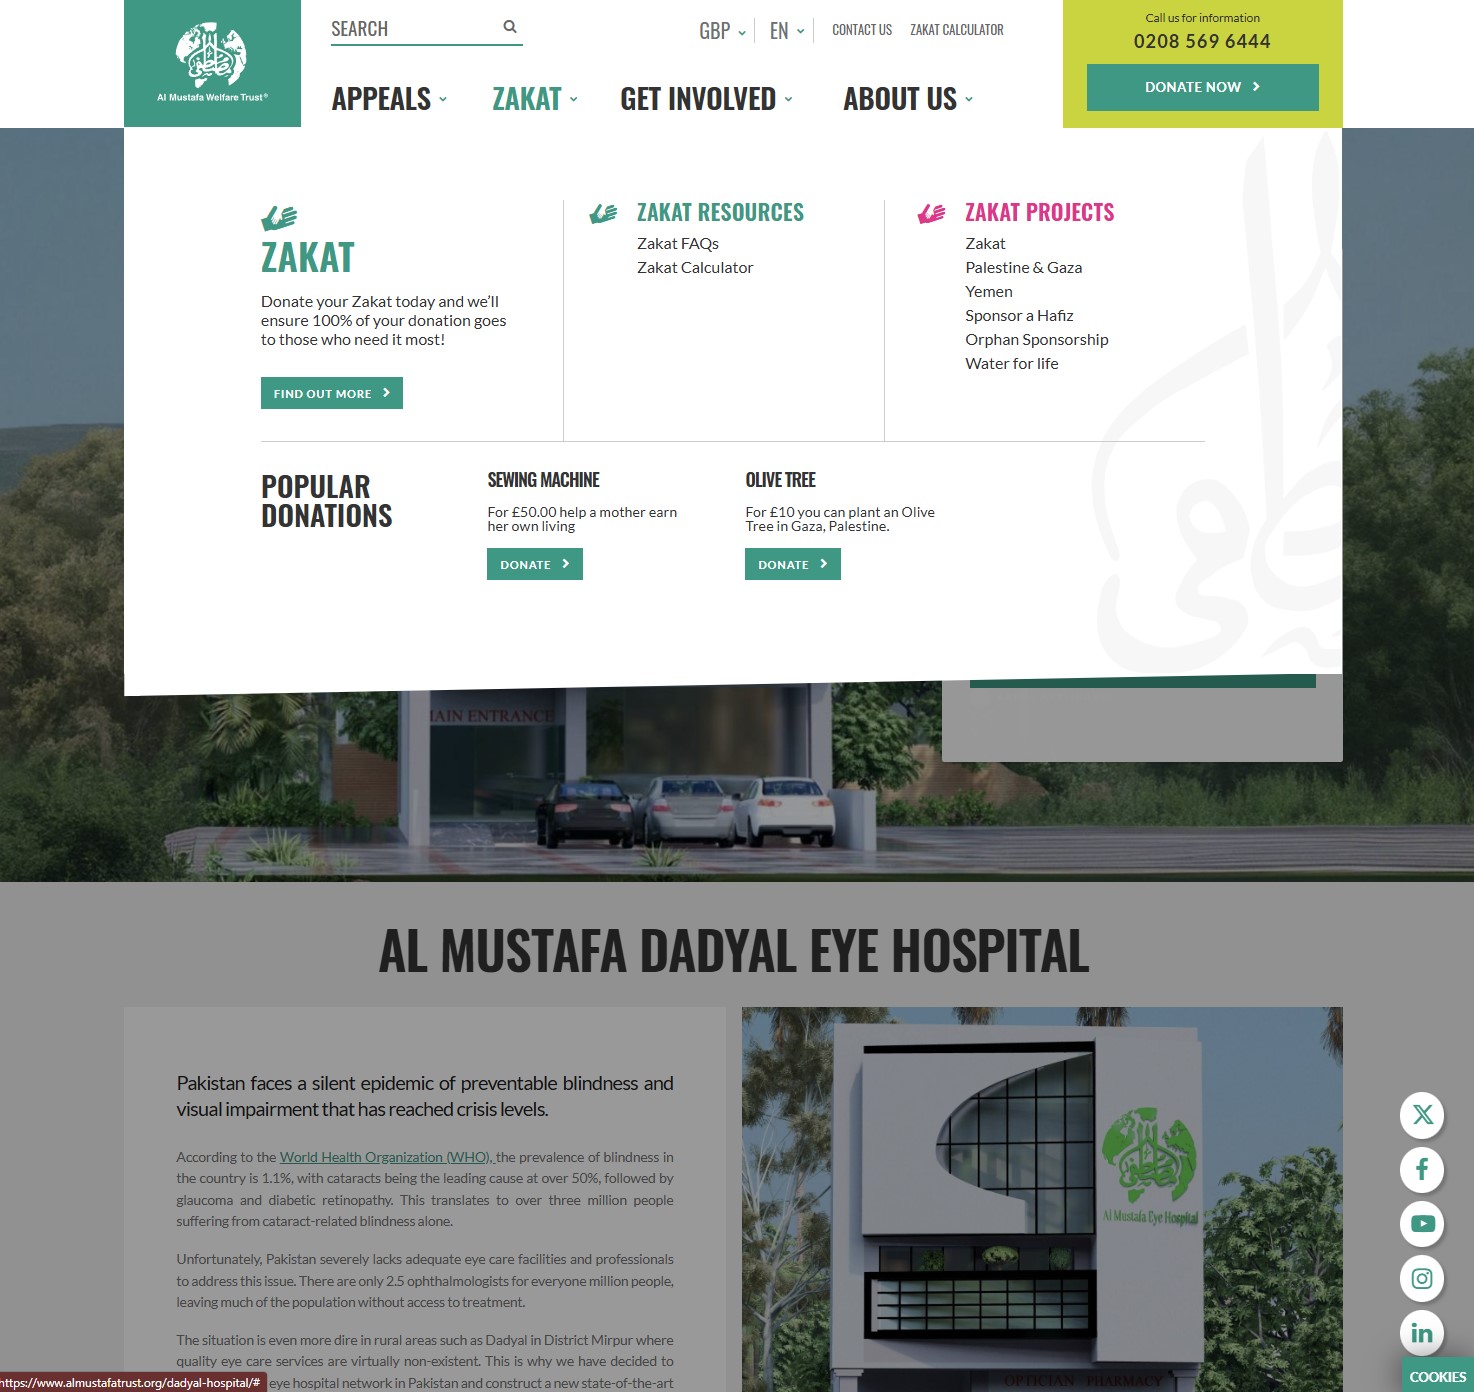 Al Mustafa Welfare Trust®
SEARCH
GBP
EN
CONTACT US
ZAKAT CALCULATOR
Call us for information
0208 569 6444
DONATE NOW
APPEALS
ZAKAT
GET INVOLVED
ABOUT US
ZAKAT
Donate your Zakat today and we’ll
ensure 100% of your donation goes
to those who need it most!
FIND OUT MORE
ZAKAT RESOURCES
Zakat FAQs
Zakat Calculator
ZAKAT PROJECTS
Zakat
Palestine & Gaza
Yemen
Sponsor a Hafiz
Orphan Sponsorship
Water for life
POPULAR
DONATIONS
SEWING MACHINE
For £50.00 help a mother earn
her own living
DONATE
OLIVE TREE
For £10 you can plant an Olive
Tree in Gaza, Palestine.
DONATE
MAIN ENTRANCE
AL MUSTAFA DADYAL EYE HOSPITAL
Pakistan faces a silent epidemic of preventable blindness and
visual impairment that has reached crisis levels.
According to the World Health Organization (WHO), the prevalence of blindness in
the country is 1.1%, with cataracts being the leading cause at over 50%, followed by
glaucoma and diabetic retinopathy. This translates to over three million people
suffering from cataract-related blindness alone.
Unfortunately, Pakistan severely lacks adequate eye care facilities and professionals
to address this issue. There are only 2.5 ophthalmologists for everyone million people,
leaving much of the population without access to treatment.
The situation is even more dire in rural areas such as Dadyal in District Mirpur where
quality eye care services are virtually non-existent. This is why we have decided to
eye hospital network in Pakistan and construct a new state-of-the-art
Al Mustafa Eye Hospital
OPTICIAN PHARMACY
https://www.almustafatrust.org/dadyal-hospital/#
COOKIES